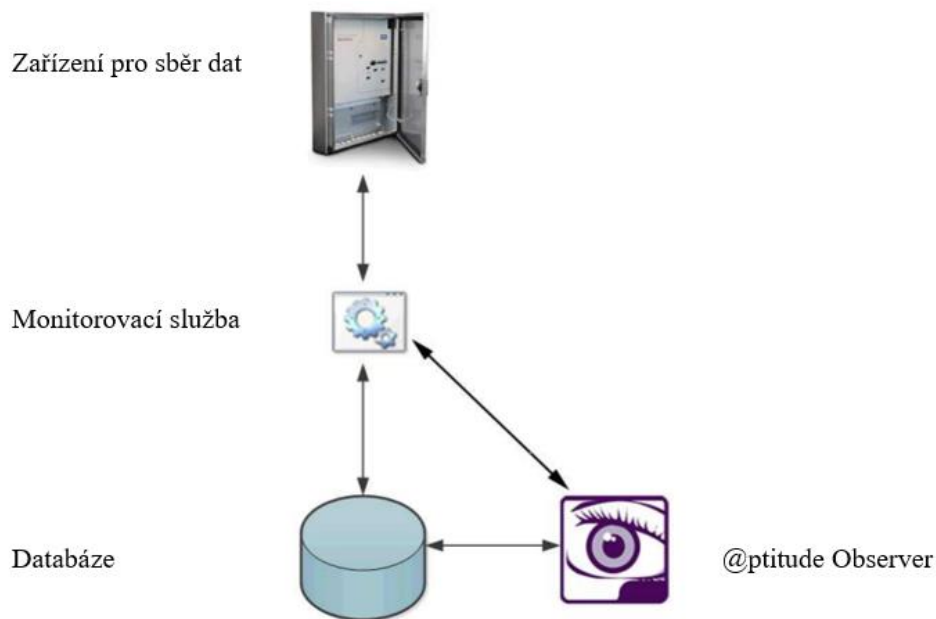 Zařízení pro sběr dat
Monitorovací služba
Databáze
@ptitude Observer